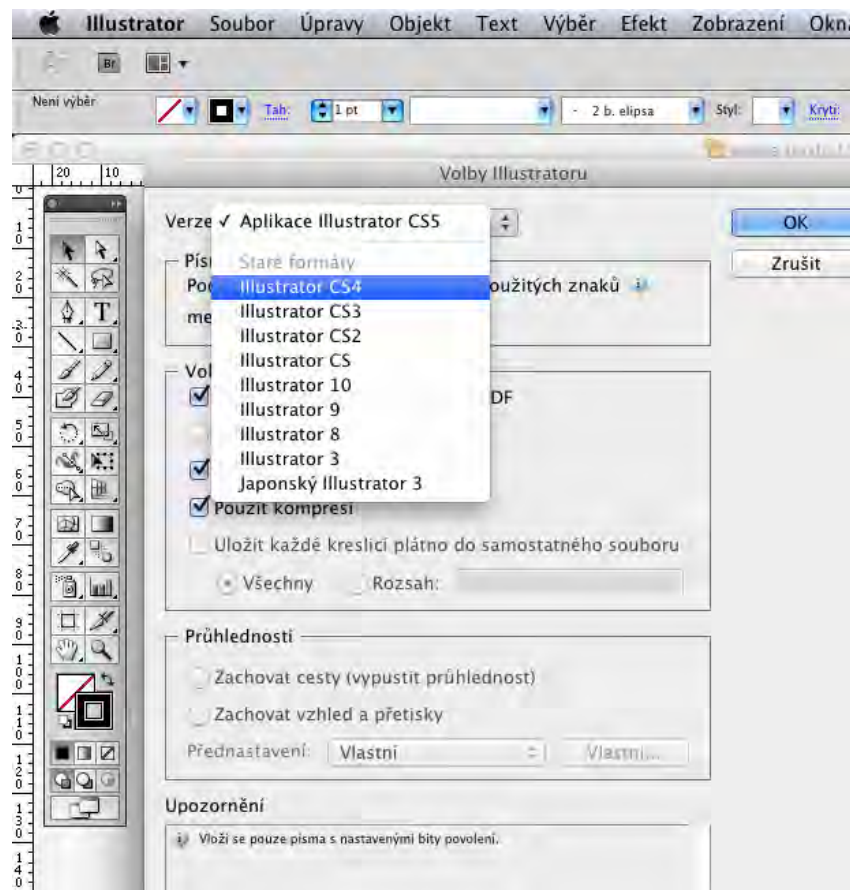 Illustrator Soubor Úpravy Objekt Text Výběr Efekt Zobrazení Okna
Br
Není výběr Tah: 1 pt 2 b. elipsa Styl: Krytí:
20 10
Volby Illustratoru
Verze ✓ Aplikace Illustrator CS5 OK
Staré formáty Zrušit
Illustrator CS4 oužitých znaků
Illustrator CS3
me
Illustrator CS2
Illustrator CS
Vol
Illustrator 10
DF
Illustrator 9
Illustrator 8
Illustrator 3
Japonský Illustrator 3
Použít kompresi
Uložit každé kreslicí plátno do samostatného souboru
Všechny Rozsah:
Průhlednosti
Zachovat cesty (vypustit průhlednost)
Zachovat vzhled a přetisky
Přednastavení: Vlastní Vlastní...
Upozornění
Vloží se pouze písma s nastavenými bity povolení.